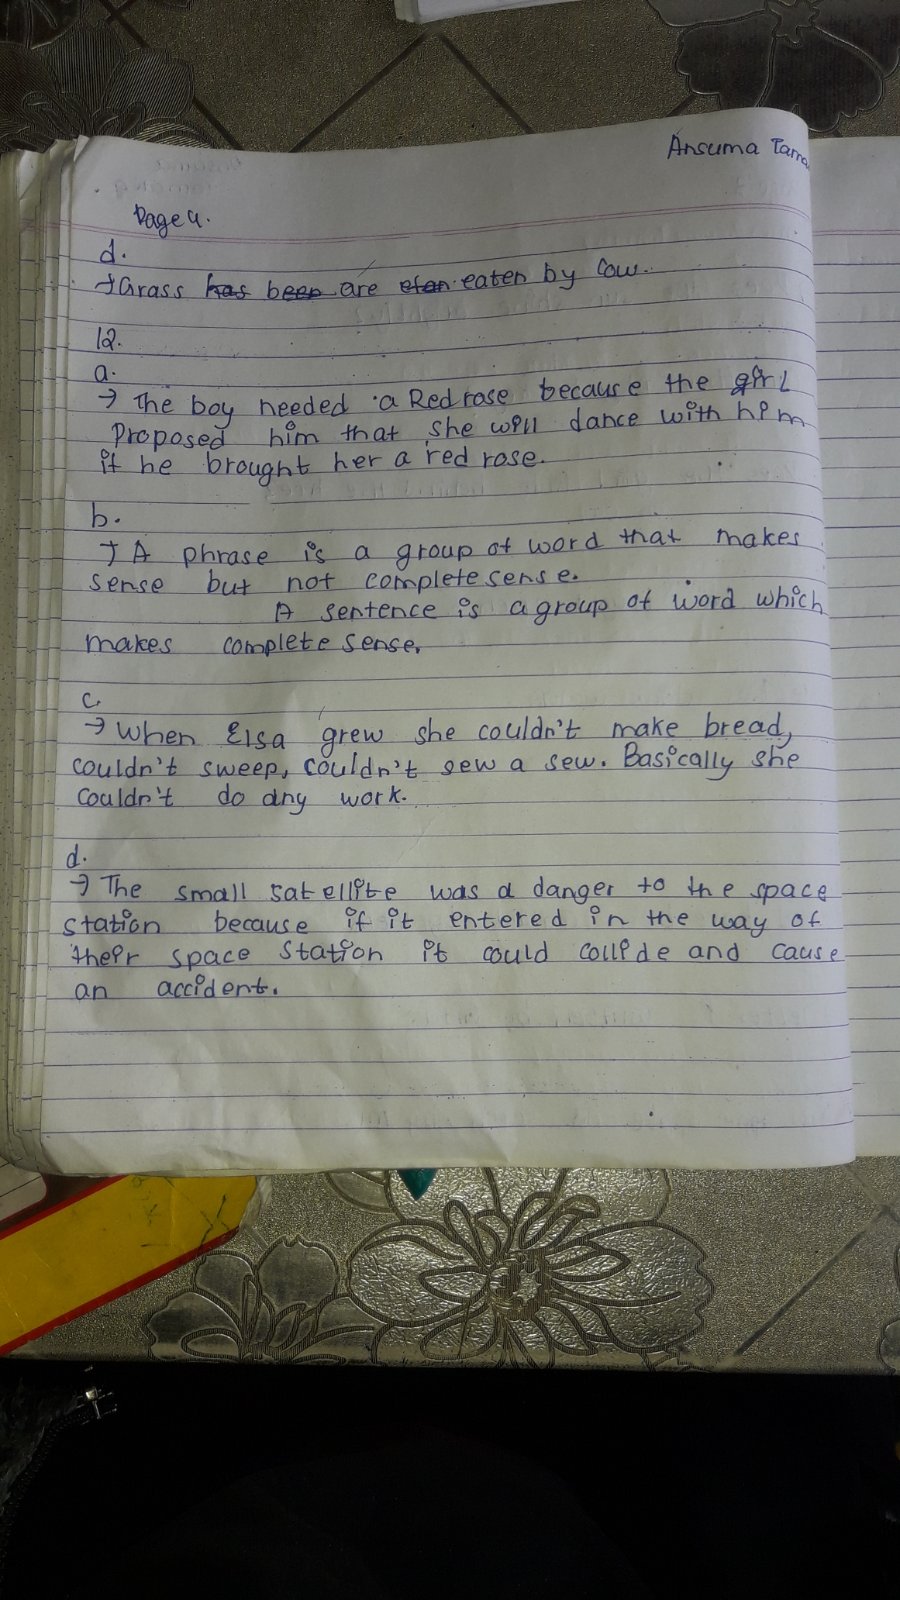 Ansuma Tama
Page 4.
d.
→ Grass has been are etan eaten by cow.
12.
a.
→ The boy needed a Red rose because the girl
Proposed him that she will dance with him
if he brought her a red rose.
b.
→ A phrase is a group of word that makes
sense but not complete sense.
A sentence is a group of word which
makes complete sense.
c.
→ When Elsa grew she couldn't make bread,
couldn't sweep, couldn't sew a sew. Basically she
couldn't do any work.
d.
→ The small satellite was a danger to the space
station because if it entered in the way of
their space station it could collide and cause
an accident.